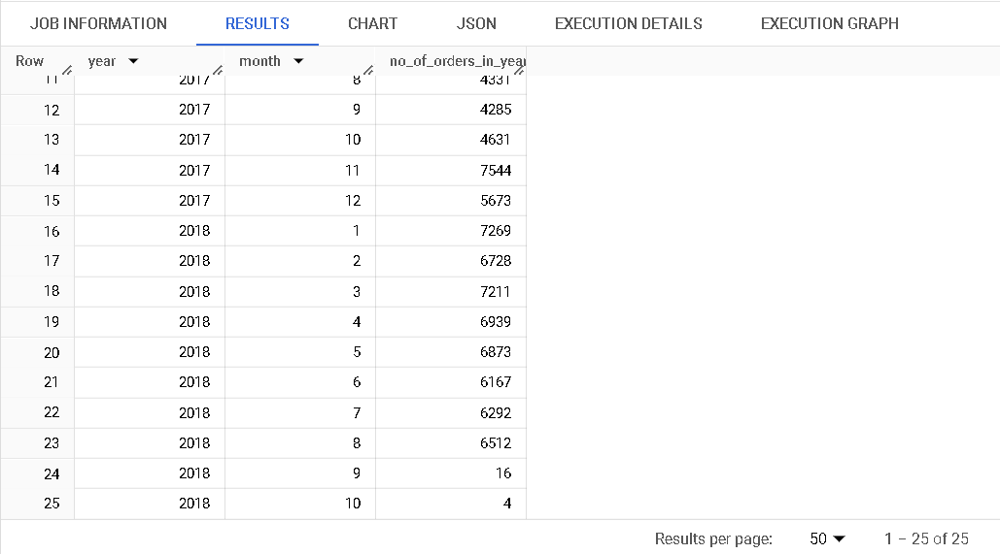 JOB INFORMATION RESULTS CHART JSON EXECUTION DETAILS EXECUTION GRAPH
Row year month no_of_orders_in_year
11 2017 8 4331
12 2017 9 4285
13 2017 10 4631
14 2017 11 7544
15 2017 12 5673
16 2018 1 7269
17 2018 2 6728
18 2018 3 7211
19 2018 4 6939
20 2018 5 6873
21 2018 6 6167
22 2018 7 6292
23 2018 8 6512
24 2018 9 16
25 2018 10 4
Results per page: 50 1 – 25 of 25